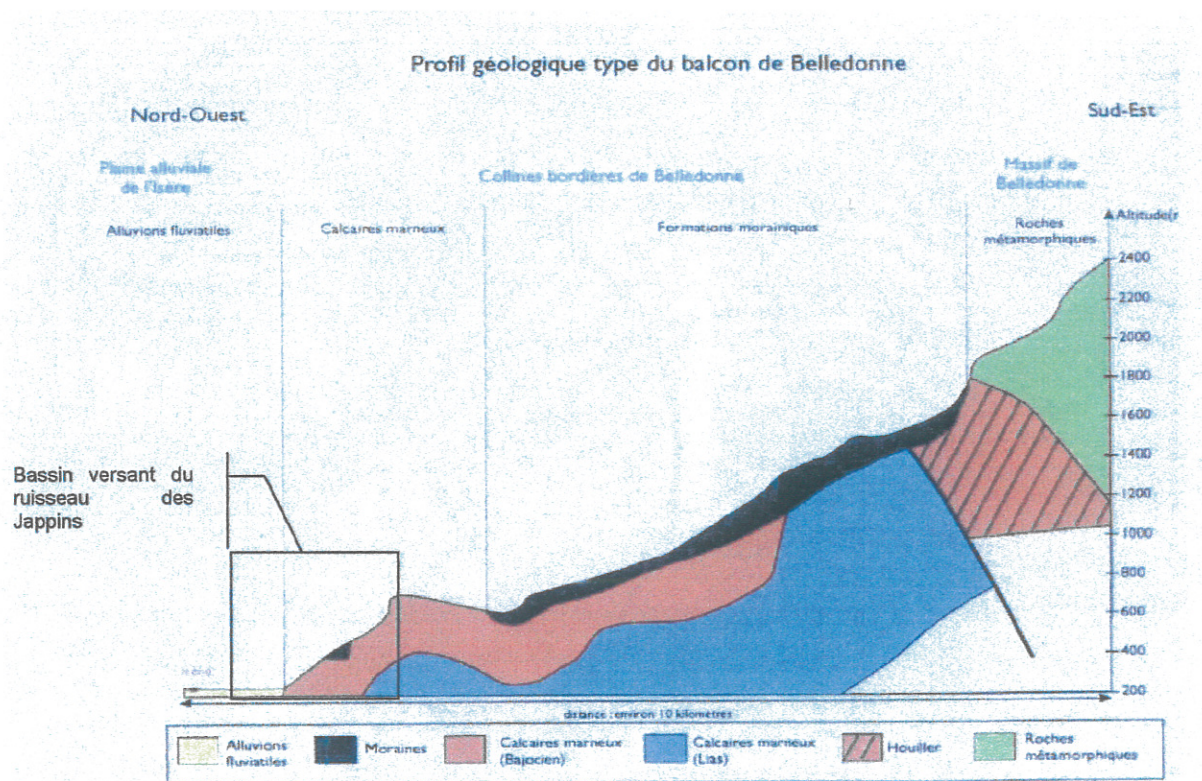 Profil géologique type du balcon de Belledonne
Nord-Ouest
Sud-Est
Plaine alluviale
de l'Isère
Collines bordières de Belledonne
Massif de
Belledonne
Alluvions fluviatiles
Calcaires marneux
Formations morainiques
Roches
métamorphiques
Altitude(r
2400
2200
2000
1800
1600
1400
1200
1000
800
600
400
200
Bassin versant du
ruisseau des
Jappins
distance : environ 10 kilomètres
Alluvions
fluviatiles
Moraines
Calcaires marneux
(Bajocien)
Calcaires marneux
(Lias)
Houiller
Roches
métamorphiques